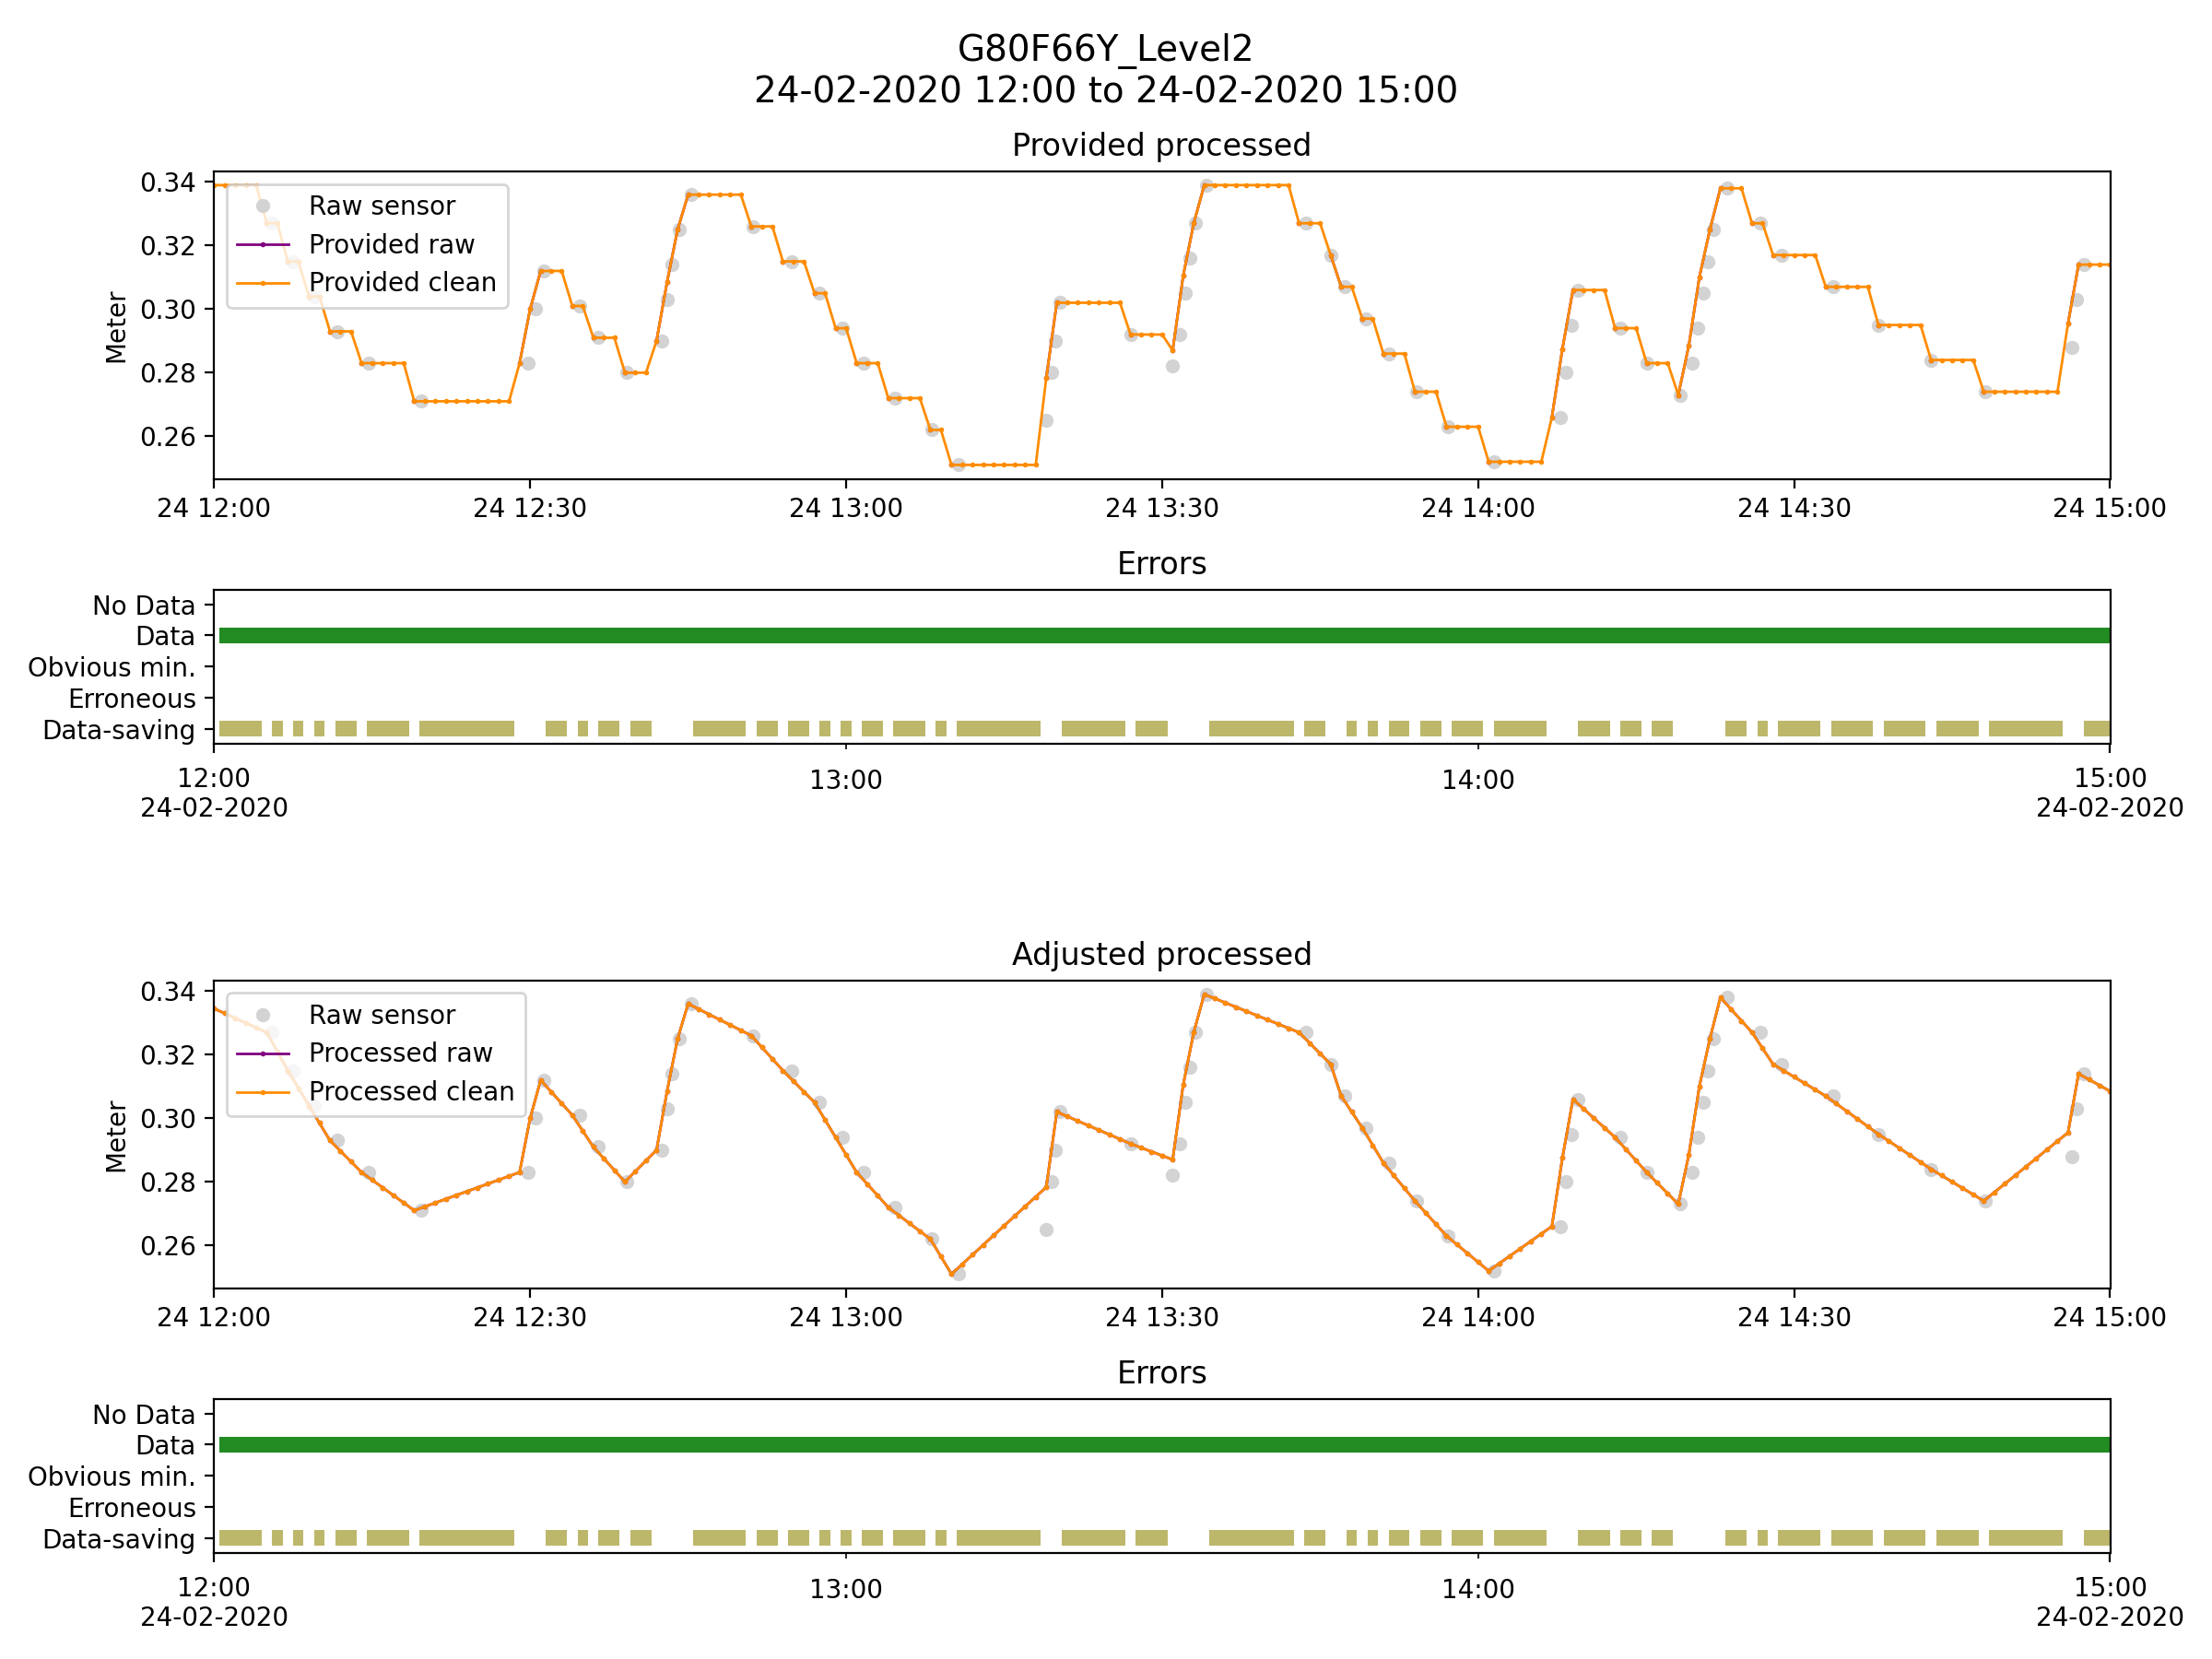 G80F66Y_Level2
24-02-2020 12:00 to 24-02-2020 15:00
Provided processed
Meter
0.34
0.32
0.30
0.28
0.26
Raw sensor
Provided raw
Provided clean
24 12:00 24 12:30 24 13:00 24 13:30 24 14:00 24 14:30 24 15:00
Errors
No Data
Data
Obvious min.
Erroneous
Data-saving
12:00 13:00 14:00 15:00
24-02-2020 24-02-2020
Adjusted processed
Meter
0.34
0.32
0.30
0.28
0.26
Raw sensor
Processed raw
Processed clean
24 12:00 24 12:30 24 13:00 24 13:30 24 14:00 24 14:30 24 15:00
Errors
No Data
Data
Obvious min.
Erroneous
Data-saving
12:00 13:00 14:00 15:00
24-02-2020 24-02-2020